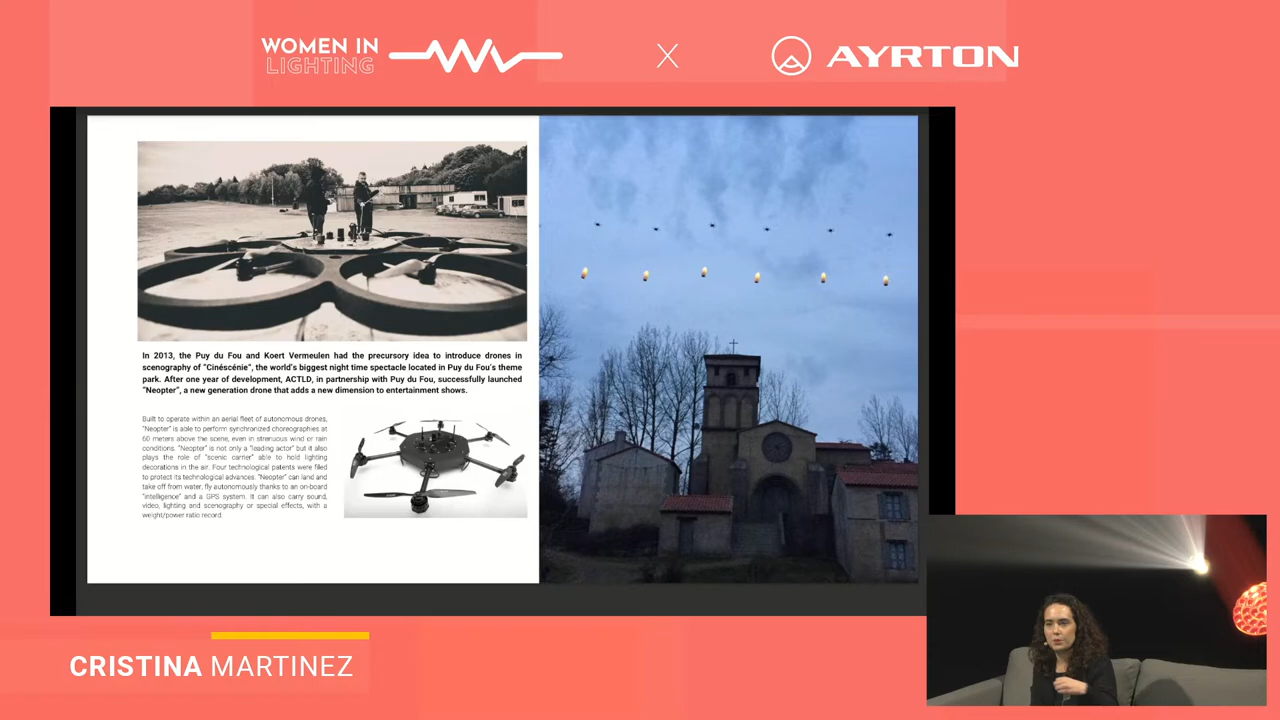 WOMEN IN
LIGHTING
X
AYRTON
In 2013, the Puy du Fou and Koert Vermeulen had the precursory idea to introduce drones in
scenography of "Cinéscénie", the world's biggest night time spectacle located in Puy du Fou's theme
park. After one year of development, ACTLD, in partnership with Puy du Fou, successfully launched
"Neopter", a new generation drone that adds a new dimension to entertainment shows.
Built to operate within an aerial fleet of autonomous drones,
"Neopter" is able to perform synchronized choreographies at
60 meters above the scene, even in strenuous wind or rain
conditions. "Neopter" is not only a "leading actor" but it also
plays the role of "scenic carrier" able to hold lighting
decorations in the air. Four technological patents were filed
to protect its technological advances. "Neopter" can land and
take off from water, fly autonomously thanks to an on-board
"intelligence" and a GPS system. It can also carry sound,
video, lighting and scenography or special effects, with a
weight/power ratio record.
CRISTINA MARTINEZ